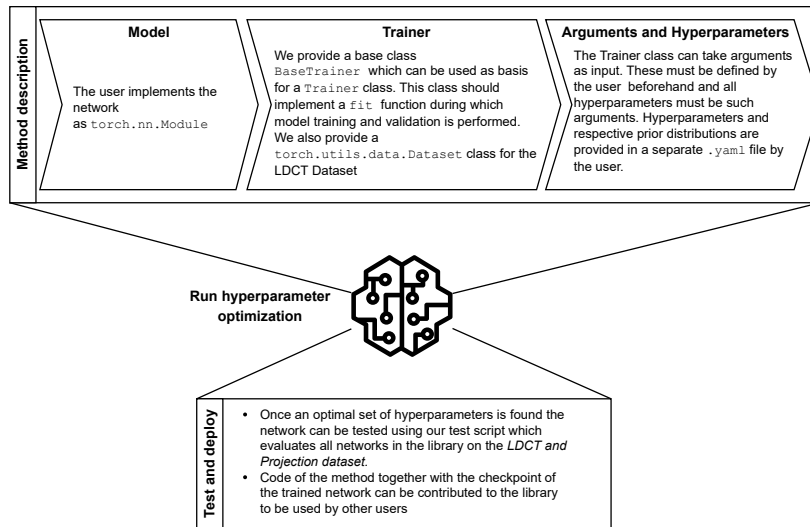 Method description
Model
The user implements the
network
as torch.nn.Module
Trainer
We provide a base class
BaseTrainer which can be used as basis
for a Trainer class. This class should
implement a fit function during which
model training and validation is performed.
We also provide a
torch.utils.data.Dataset class for the
LDCT Dataset
Arguments and Hyperparameters
The Trainer class can take arguments
as input. These must be defined by
the user beforehand and all
hyperparameters must be such
arguments. Hyperparameters and
respective prior distributions are
provided in a separate .yaml file by
the user.
Run hyperparameter
optimization
Test and deploy
• Once an optimal set of hyperparameters is found the
network can be tested using our test script which
evaluates all networks in the library on the LDCT and
Projection dataset.
• Code of the method together with the checkpoint of
the trained network can be contributed to the library
to be used by other users